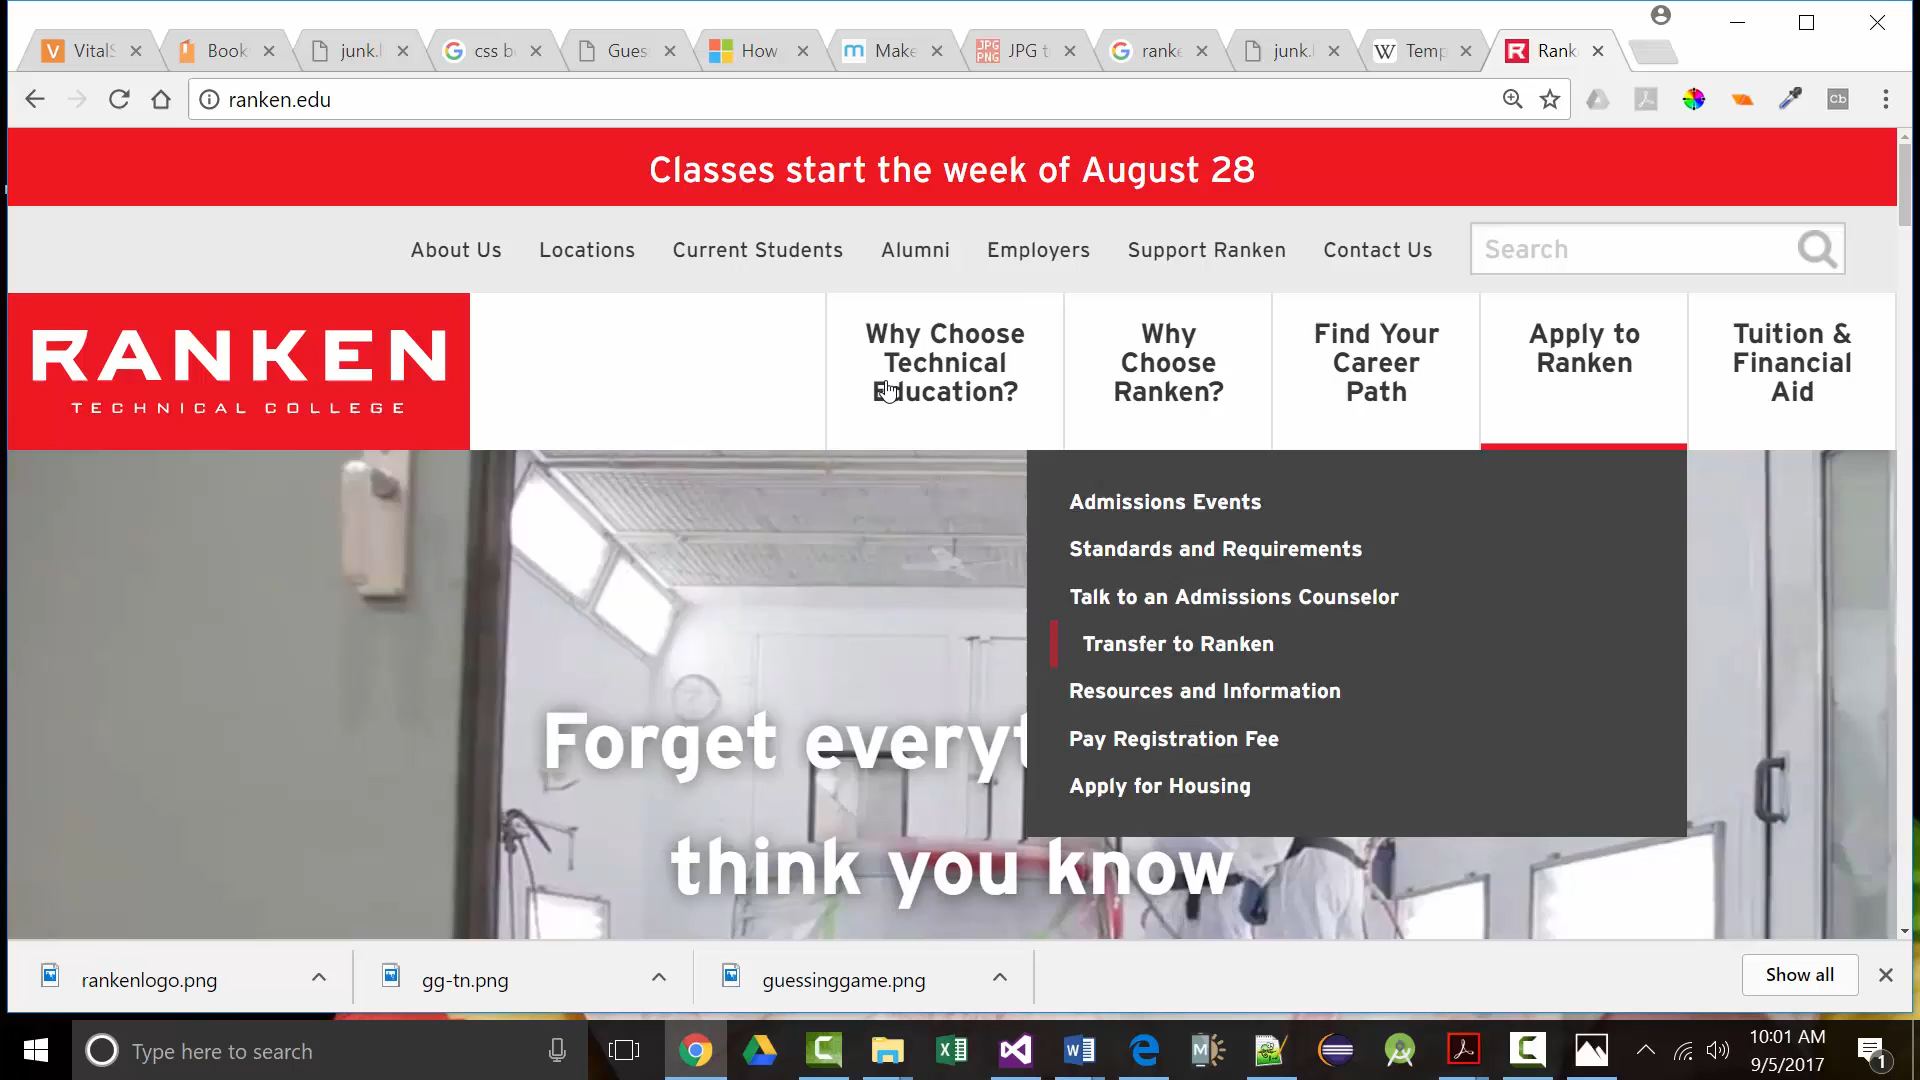 VitalS
Book
junk.
css b
Gues
How
Make
JPG t
ranke
junk.
Temp
Rank
ranken.edu
Classes start the week of August 28
About Us
Locations
Current Students
Alumni
Employers
Support Ranken
Contact Us
Search
RANKEN
TECHNICAL COLLEGE
Why Choose
Technical
Education?
Why
Choose
Ranken?
Find Your
Career
Path
Apply to
Ranken
Tuition &
Financial
Aid
Admissions Events
Standards and Requirements
Talk to an Admissions Counselor
Transfer to Ranken
Resources and Information
Pay Registration Fee
Apply for Housing
Forget everyt
think you know
rankenlogo.png
gg-tn.png
guessinggame.png
Show all
Type here to search
10:01 AM
9/5/2017
1